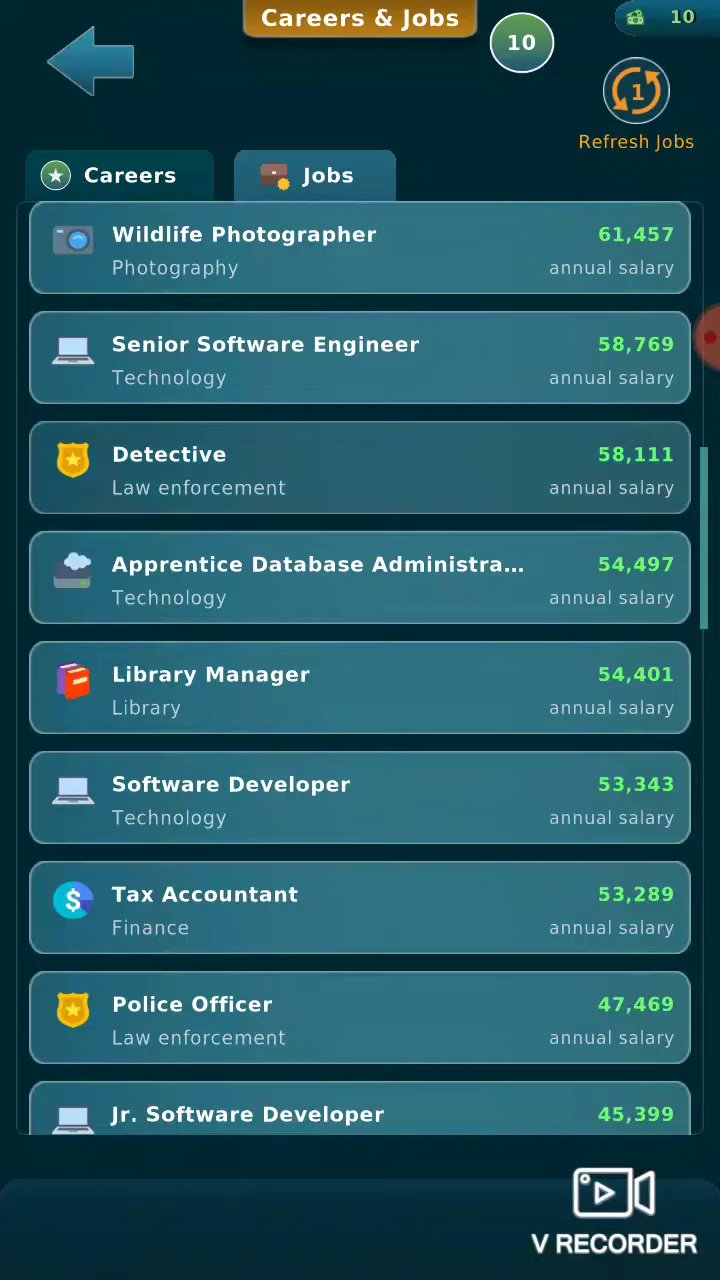 Careers & Jobs
10
10
1
Refresh Jobs
Careers
Jobs
Wildlife Photographer
61,457
Photography
annual salary
Senior Software Engineer
58,769
Technology
annual salary
Detective
58,111
Law enforcement
annual salary
Apprentice Database Administra...
54,497
Technology
annual salary
Library Manager
54,401
Library
annual salary
Software Developer
53,343
Technology
annual salary
Tax Accountant
53,289
Finance
annual salary
Police Officer
47,469
Law enforcement
annual salary
Jr. Software Developer
45,399
V RECORDER